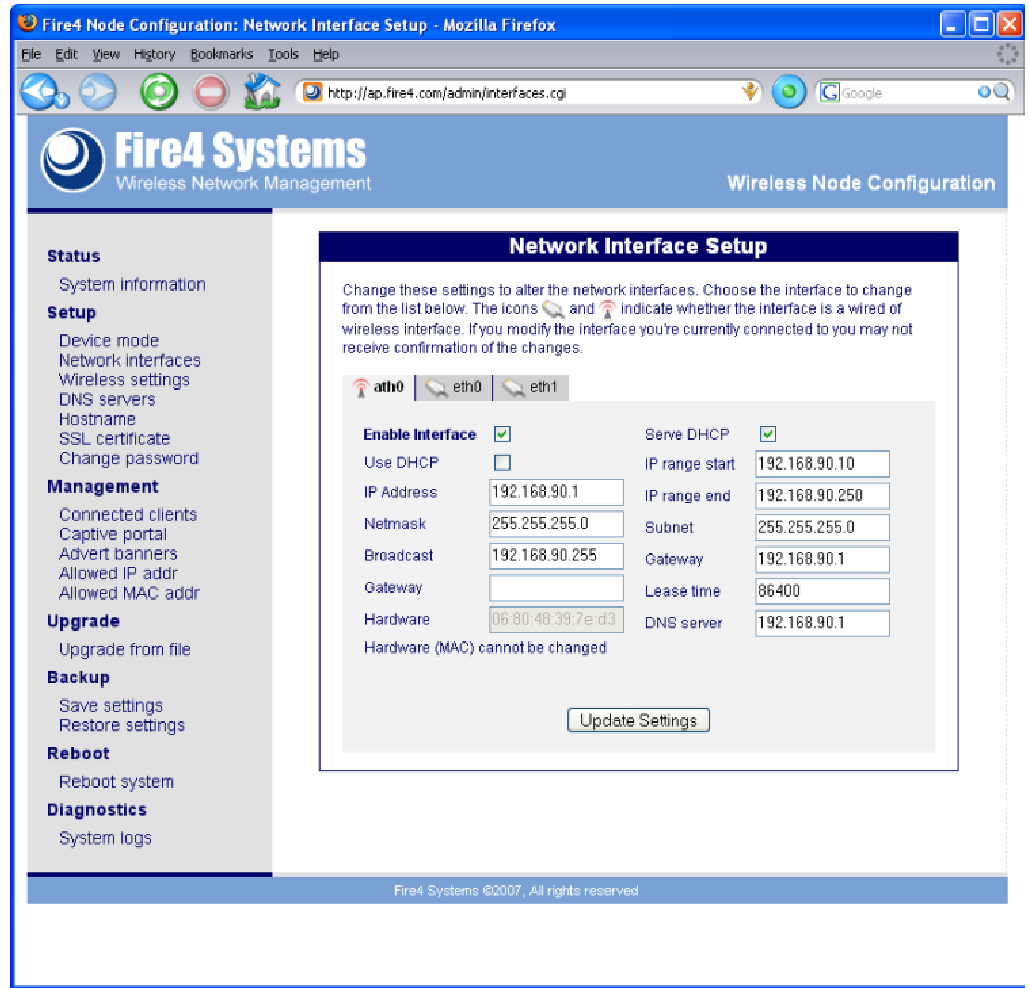 Fire4 Node Configuration: Network Interface Setup - Mozilla Firefox
File Edit View History Bookmarks Tools Help
http://ap.fire4.com/admin/interfaces.cgi
G Google
Fire4 Systems
Wireless Network Management
Wireless Node Configuration
Status
System information
Setup
Device mode
Network interfaces
Wireless settings
DNS servers
Hostname
SSL certificate
Change password
Management
Connected clients
Captive portal
Advert banners
Allowed IP addr
Allowed MAC addr
Upgrade
Upgrade from file
Backup
Save settings
Restore settings
Reboot
Reboot system
Diagnostics
System logs
Network Interface Setup
Change these settings to alter the network interfaces. Choose the interface to change
from the list below. The icons and indicate whether the interface is a wired of
wireless interface. If you modify the interface you're currently connected to you may not
receive confirmation of the changes.
ath0 eth0 eth1
Enable Interface
Use DHCP
IP Address 192.168.90.1
Netmask 255.255.255.0
Broadcast 192.168.90.255
Gateway
Hardware 06:80:48:39:7e:d3
Hardware (MAC) cannot be changed
Serve DHCP
IP range start 192.168.90.10
IP range end 192.168.90.250
Subnet 255.255.255.0
Gateway 192.168.90.1
Lease time 86400
DNS server 192.168.90.1
Update Settings
Fire4 Systems ©2007, All rights reserved